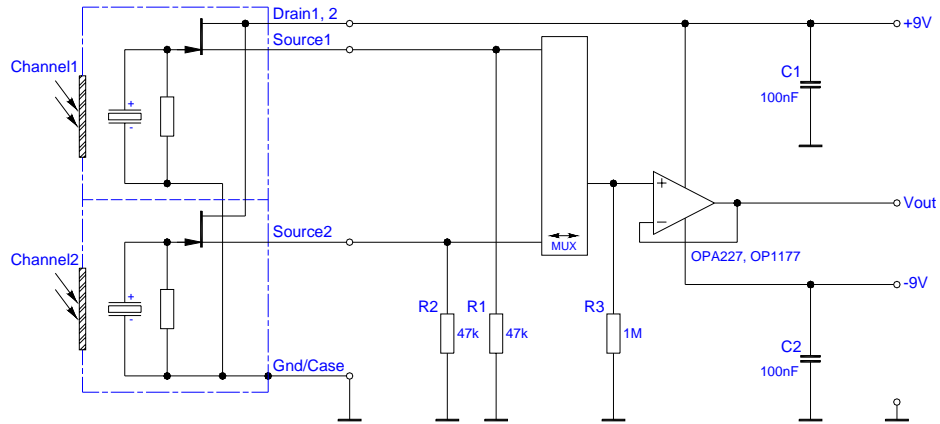 Drain1, 2
+9V
Source1
Channel1
+
-
C1
100nF
+
−
Vout
Source2
MUX
OPA227, OP1177
Channel2
+
-
-9V
R2
R1
R3
47k
47k
1M
C2
100nF
Gnd/Case